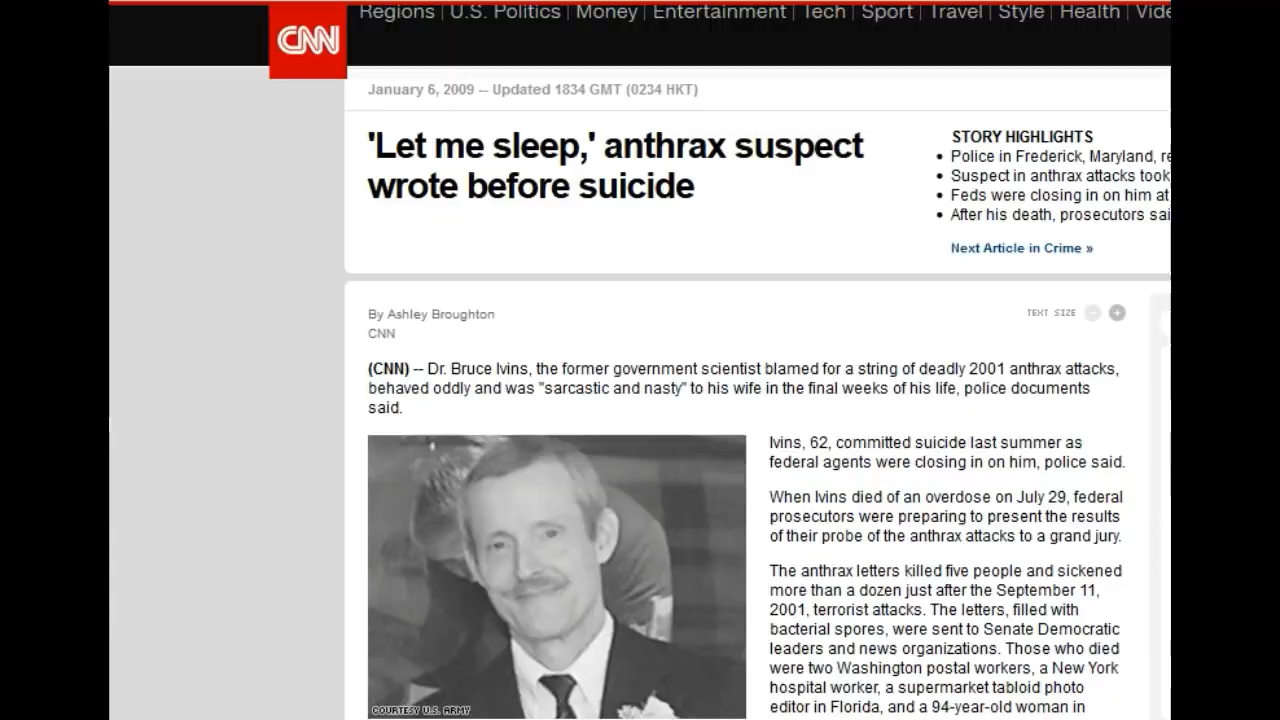 Regions | U.S. Politics | Money | Entertainment | Tech | Sport | Travel | Style | Health |
CNN
January 6, 2009 -- Updated 1834 GMT (0234 HKT)
'Let me sleep,' anthrax suspect
wrote before suicide
STORY HIGHLIGHTS
• Police in Frederick, Maryland,
• Suspect in anthrax attacks took
• Feds were closing in on him at
• After his death, prosecutors
Next Article in Crime »
By Ashley Broughton
CNN
TEXT SIZE
(CNN) -- Dr. Bruce Ivins, the former government scientist blamed for a string of deadly 2001 anthrax attacks,
behaved oddly and was "sarcastic and nasty" to his wife in the final weeks of his life, police documents
said.
Ivins, 62, committed suicide last summer as
federal agents were closing in on him, police said.
When Ivins died of an overdose on July 29, federal
prosecutors were preparing to present the results
of their probe of the anthrax attacks to a grand jury.
The anthrax letters killed five people and sickened
more than a dozen just after the September 11,
2001, terrorist attacks. The letters, filled with
bacterial spores, were sent to Senate Democratic
leaders and news organizations. Those who died
were two Washington postal workers, a New York
hospital worker, a supermarket tabloid photo
editor in Florida, and a 94-year-old woman in
COURTESY U.S. ARMY